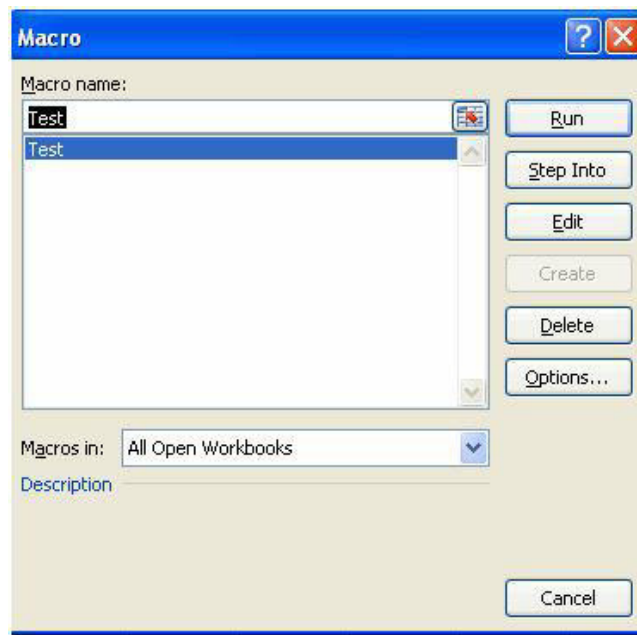 Macro
Macro name:
Test
Test
Run
Step Into
Edit
Create
Delete
Options...
Macros in: All Open Workbooks
Description
Cancel